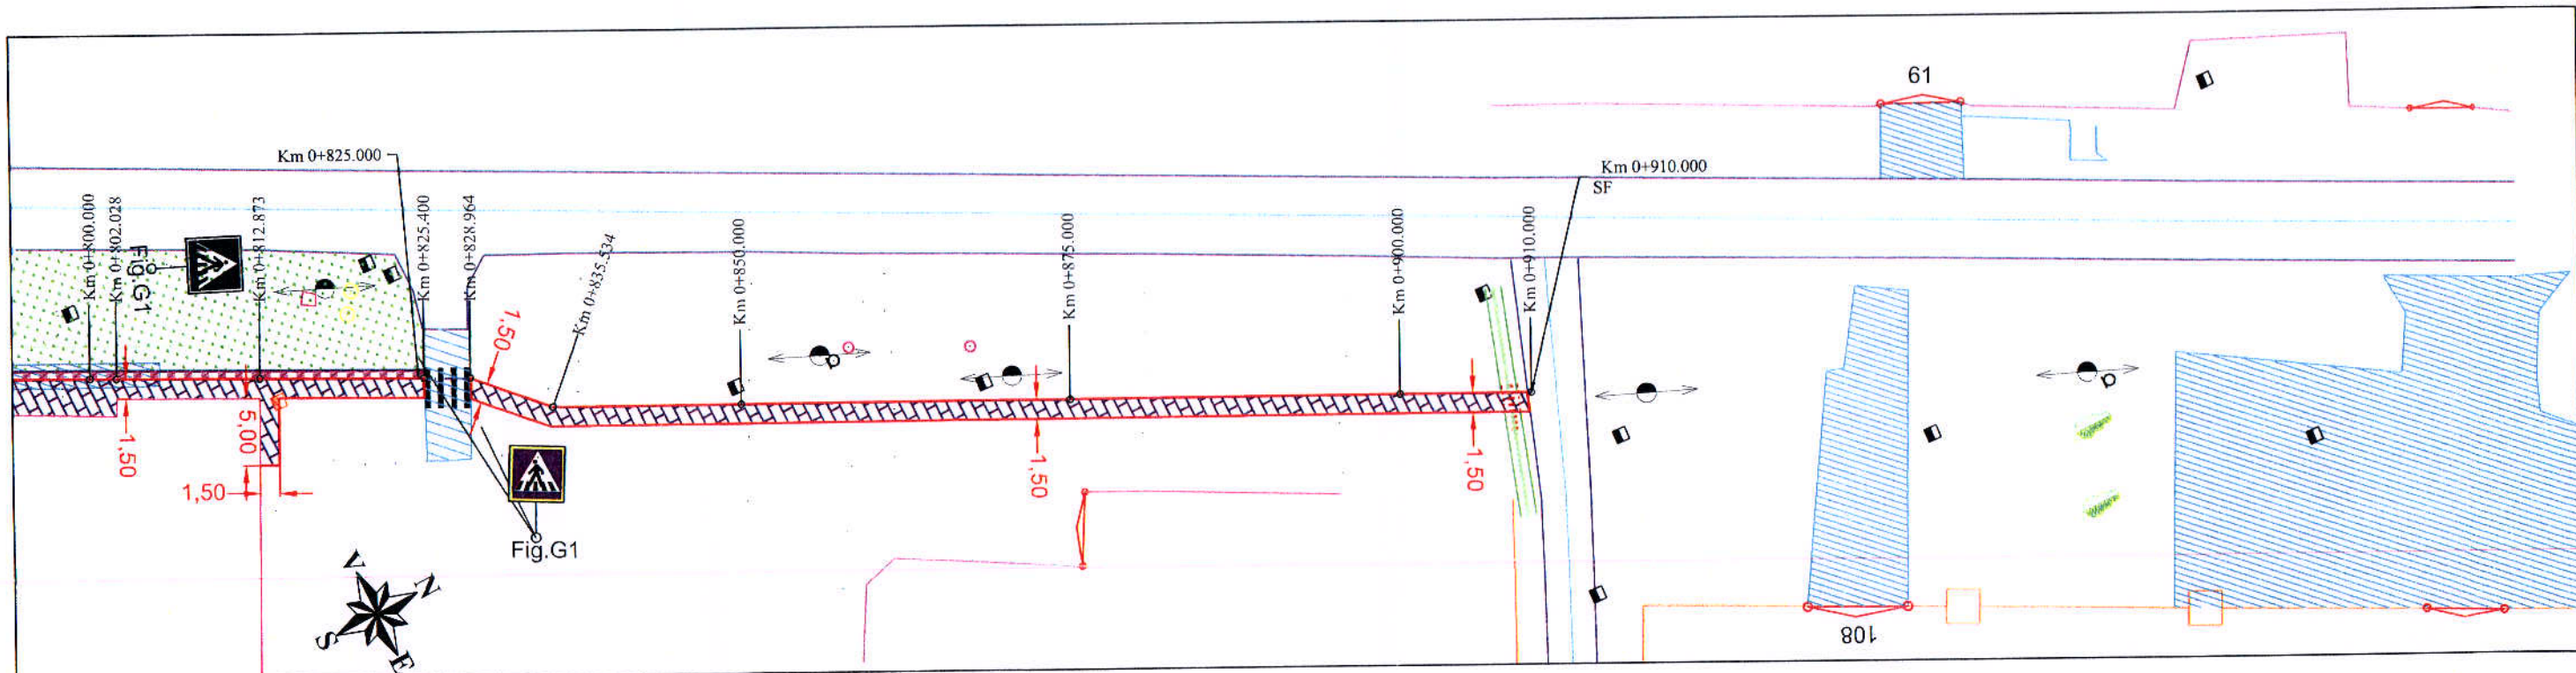 61
Km 0+825.000
Km 0+910.000
SF
Km 0+800.000
Km 0+802.028
Fig.G1
Km 0+812.873
Km 0+825.400
Km 0+828.964
Km 0+835.534
Km 0+850.000
Km 0+875.000
Km 0+900.000
Km 0+910.000
1,50
1,50
5,00
1,50
1,50
1,50
Fig.G1
V
N
S
E
108